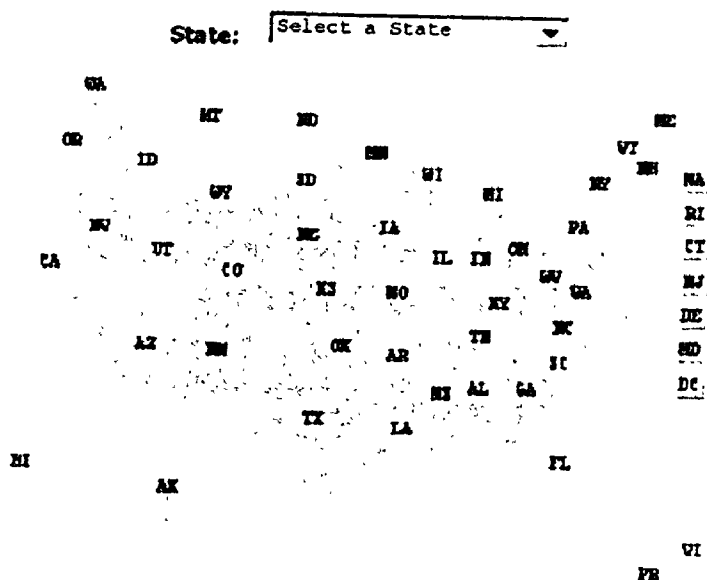 State: Select a State
WA
MT ND ME
OR VT
ID MN NH
WI
SD NY MA
WY MI
RI
NV IA PA
NE
UT OH CT
CA CO IL IN
WV NJ
KS MO VA
KY
DE
NC
AZ NM OK TN MD
AR SC
MS AL GA DC
TX LA
HI FL
AK
VI
PR